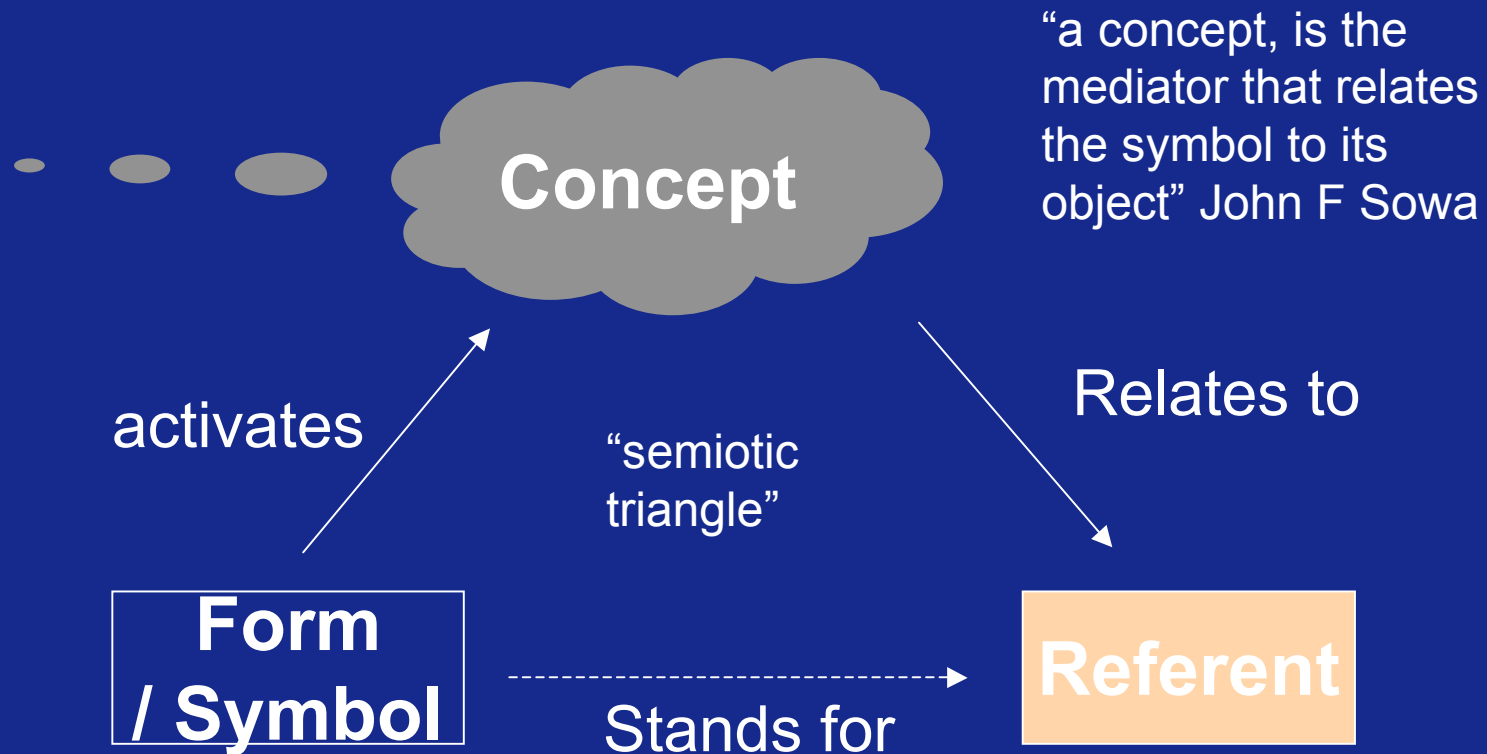 “a concept, is the
mediator that relates
the symbol to its
object” John F Sowa
Concept
activates
Relates to
“semiotic
triangle”
Form
/ Symbol
Stands for
Referent